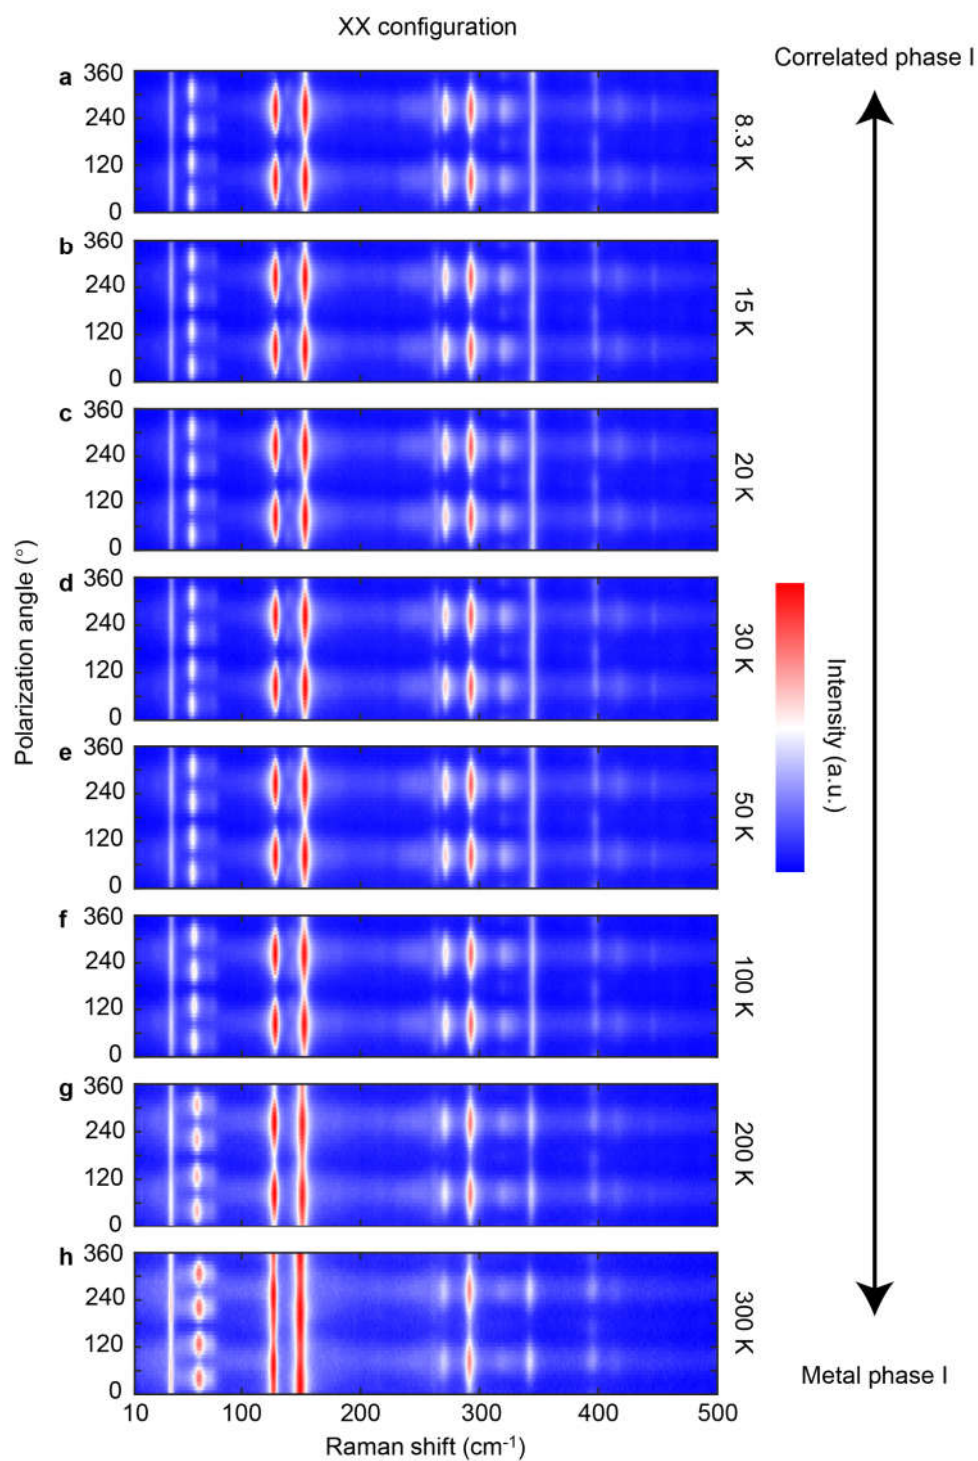 XX configuration
Correlated phase I
a
360
240
120
0
8.3 K
b
360
240
120
0
15 K
c
360
240
120
0
20 K
d
360
240
120
0
30 K
e
360
240
120
0
50 K
f
360
240
120
0
100 K
g
360
240
120
0
200 K
h
360
240
120
0
300 K
Polarization angle (°)
Intensity (a.u.)
Metal phase I
10 100 200 300 400 500
Raman shift (cm⁻¹)